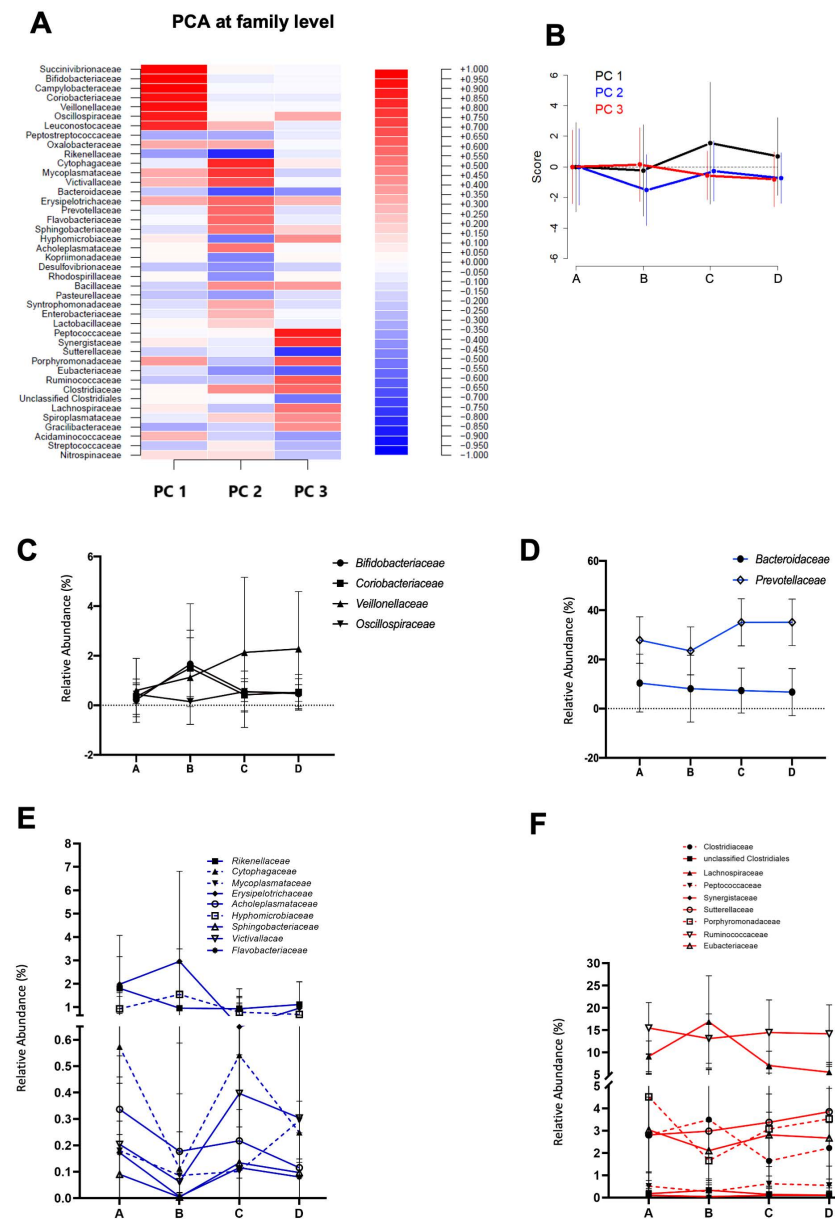 A
PCA at family level
Succinivibrionaceae
Bifidobacteriaceae
Campylobacteraceae
Coriobacteriaceae
Veillonellaceae
Oscillospiraceae
Leuconostocaceae
Peptostreptococcaceae
Oxalobacteraceae
Rikenellaceae
Cytophagaceae
Mycoplasmataceae
Victivallaceae
Bacteroidaceae
Erysipelotrichaceae
Prevotellaceae
Flavobacteriaceae
Sphingobacteriaceae
Hyphomicrobiaceae
Acholeplasmataceae
Koprimonadaceae
Desulfovibrionaceae
Rhodospirillaceae
Bacillaceae
Pasteurellaceae
Syntrophomonadaceae
Enterobacteriaceae
Lactobacillaceae
Peptococcaceae
Synergistaceae
Sutterellaceae
Porphyromonadaceae
Eubacteriaceae
Ruminococcaceae
Clostridiaceae
Unclassified Clostridiales
Lachnospiraceae
Spiroplasmataceae
Gracilibacteraceae
Acidaminococcaceae
Streptococcaceae
Nitrospinaceae
PC 1 PC 2 PC 3
+1.000
+0.950
+0.900
+0.850
+0.800
+0.750
+0.700
+0.650
+0.600
+0.550
+0.500
+0.450
+0.400
+0.350
+0.300
+0.250
+0.200
+0.150
+0.100
+0.050
+0.000
−0.050
−0.100
−0.150
−0.200
−0.250
−0.300
−0.350
−0.400
−0.450
−0.500
−0.550
−0.600
−0.650
−0.700
−0.750
−0.800
−0.850
−0.900
−0.950
−1.000
B
PC 1
PC 2
PC 3
Score
6
4
2
0
-2
-4
-6
A B C D
C
Bifidobacteriaceae
Coriobacteriaceae
Veillonellaceae
Oscillospiraceae
Relative Abundance (%)
6
4
2
0
-2
A B C D
D
Bacteroidaceae
Prevotellaceae
Relative Abundance (%)
60
40
20
0
-20
A B C D
E
Rikenellaceae
Cytophagaceae
Mycoplasmataceae
Erysipelotrichaceae
Acholeplasmataceae
Hyphomicrobiaceae
Sphingobacteriaceae
Victivallacae
Flavobacteriaceae
Relative Abundance (%)
8
7
6
5
4
3
2
1
0.6
0.5
0.4
0.3
0.2
0.1
0.0
A B C D
F
Clostridiaceae
unclassified Clostridiales
Lachnospiraceae
Peptococcaceae
Synergistaceae
Sutterellaceae
Porphyromonadaceae
Ruminococcaceae
Eubacteriaceae
Relative Abundance (%)
30
25
20
15
10
5
5
4
3
2
1
0
A B C D